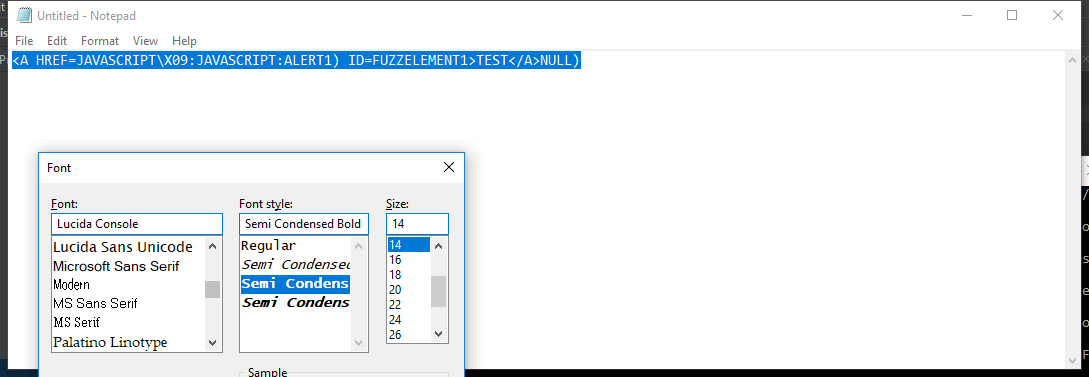 Untitled - Notepad
File Edit Format View Help
<A HREF=JAVASCRIPT\X09:JAVASCRIPT:ALERT1) ID=FUZZELEMENT1>TEST</A>NULL)
Font
Font: Font style: Size:
Lucida Console Semi Condensed Bold 14
Lucida Sans Unicode Regular 14
Microsoft Sans Serif Semi Condensed 16
Modern Semi Condens 18
MS Sans Serif Semi Condens 20
MS Serif 22
Palatino Linotype 24
26
Sample